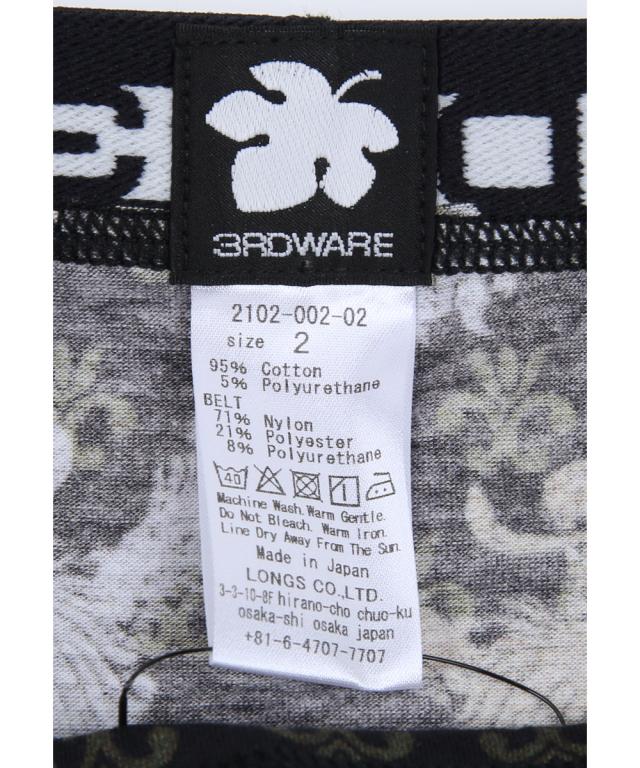 3RDWARE
2102-002-02
size 2
95% Cotton
5% Polyurethane
BELT
71% Nylon
21% Polyester
8% Polyurethane
40
Machine Wash.Warm Gentle.
Do Not Bleach. Warm Iron.
Line Dry Away From The Sun.
Made in Japan
LONGS CO.,LTD.
3-3-10-8F hirano-cho chuo-ku
osaka-shi osaka japan
+81-6-4707-7707